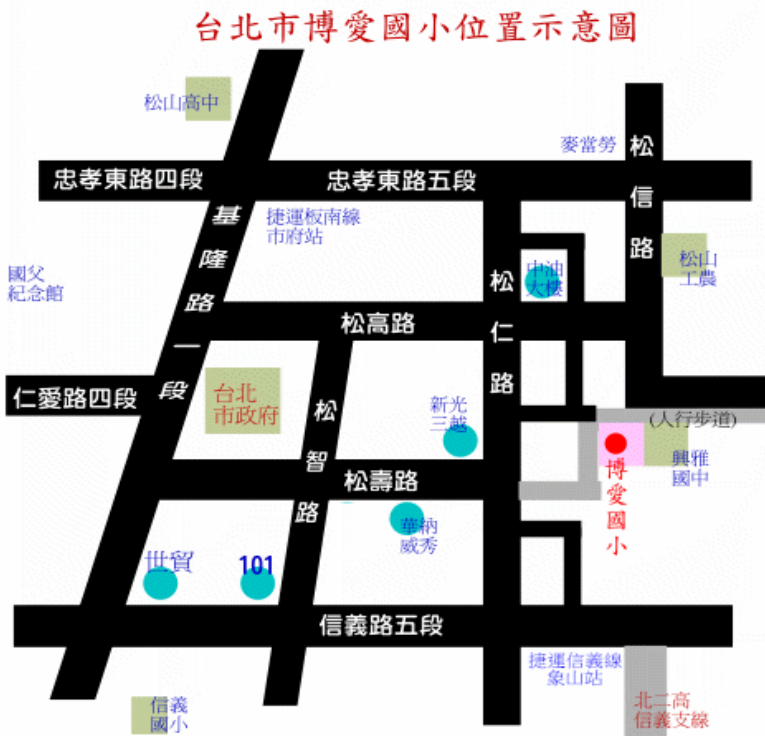 台北市博愛國小位置示意圖
松山高中
麥當勞
松信路
忠孝東路四段
忠孝東路五段
基隆路一段
捷運板南線
市府站
國父
紀念館
中油
大樓
松山
工農
松仁路
松高路
仁愛路四段
台北
市政府
松智路
新光
三越
(人行步道)
博愛國小
興雅
國中
松壽路
華納
威秀
世貿
101
信義路五段
捷運信義線
象山站
信義
國小
北二高
信義支線